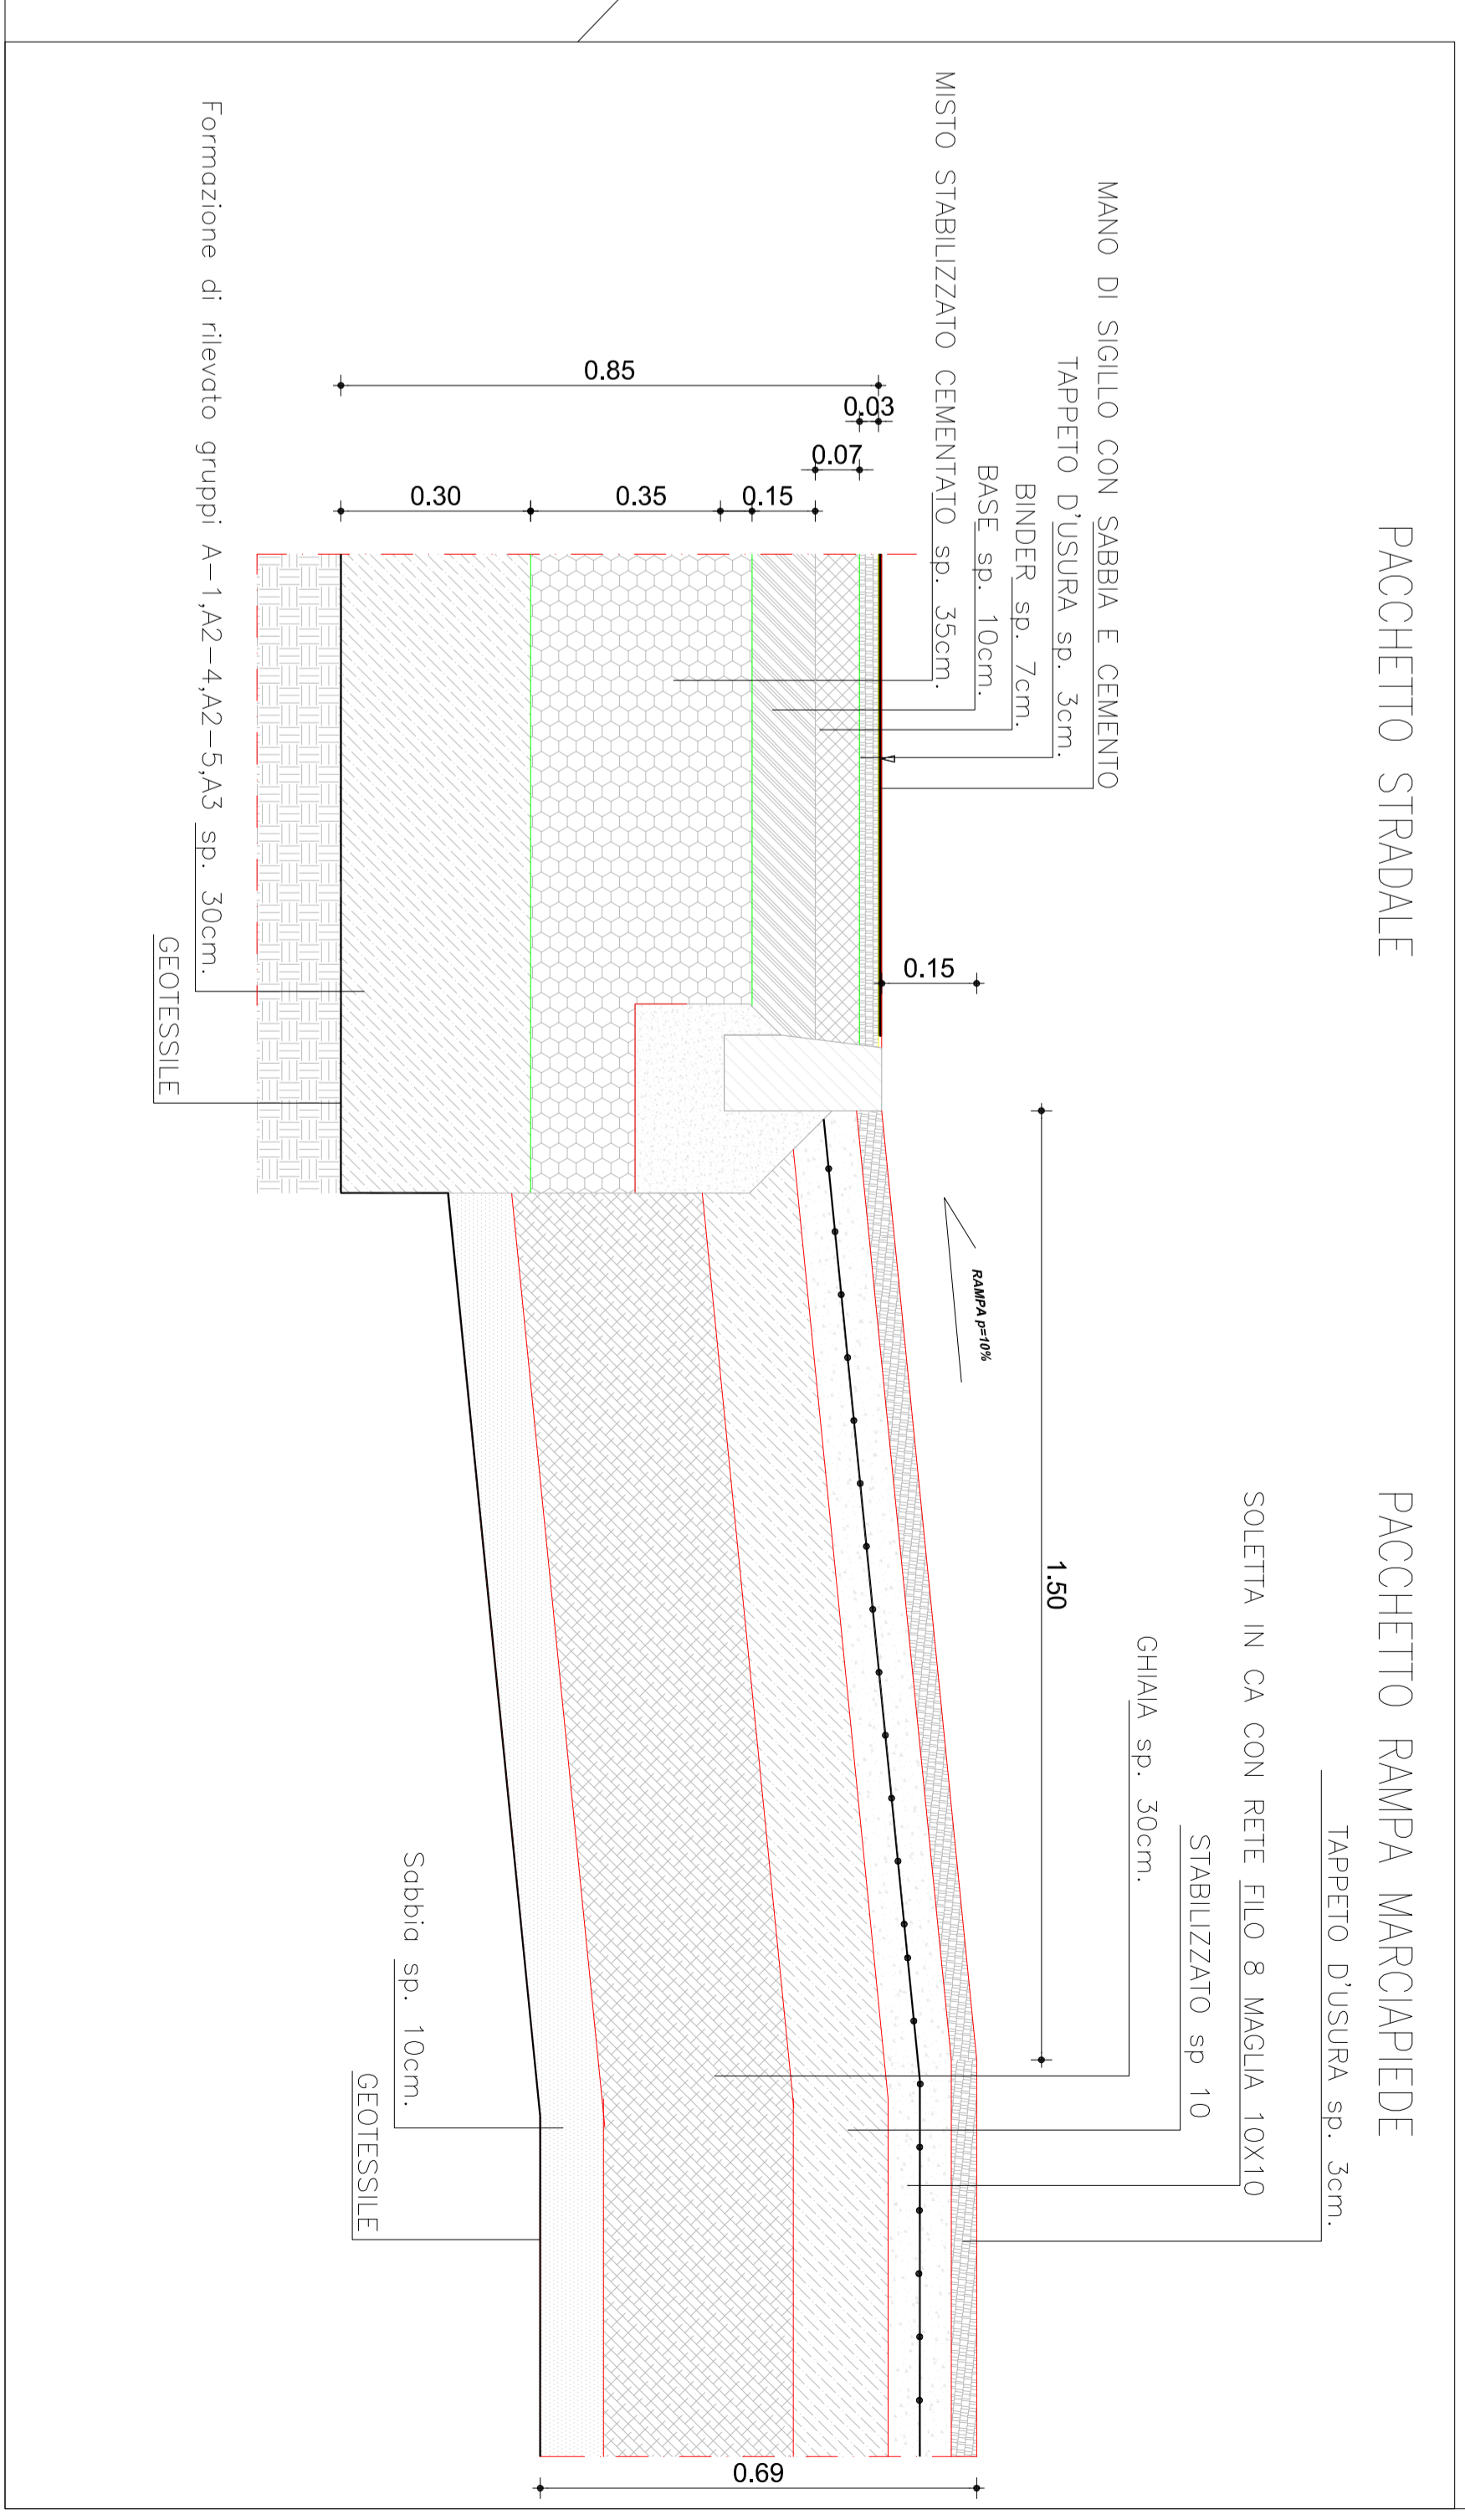 PACCHETTO STRADALE
MANO DI SIGILLO CON SABBIA E CEMENTO
TAPPETO D'USURA sp. 3cm.
BINDER sp. 7cm.
BASE sp. 10cm.
MISTO STABILIZZATO CEMENTATO sp. 35cm.
0.85
0.03
0.07
0.15
0.35
0.30
0.15
Formazione di rilevato gruppi A-1,A2-4,A2-5,A3 sp. 30cm.
GEOTESSILE
PACCHETTO RAMPA MARCIAPIEDE
TAPPETO D'USURA sp. 3cm.
SOLETTA IN CA CON RETE FILO 8 MAGLIA 10X10
STABILIZZATO sp 10
GHIAIA sp. 30cm.
1.50
RAMPA p=10%
Sabbia sp. 10cm.
GEOTESSILE
0.69